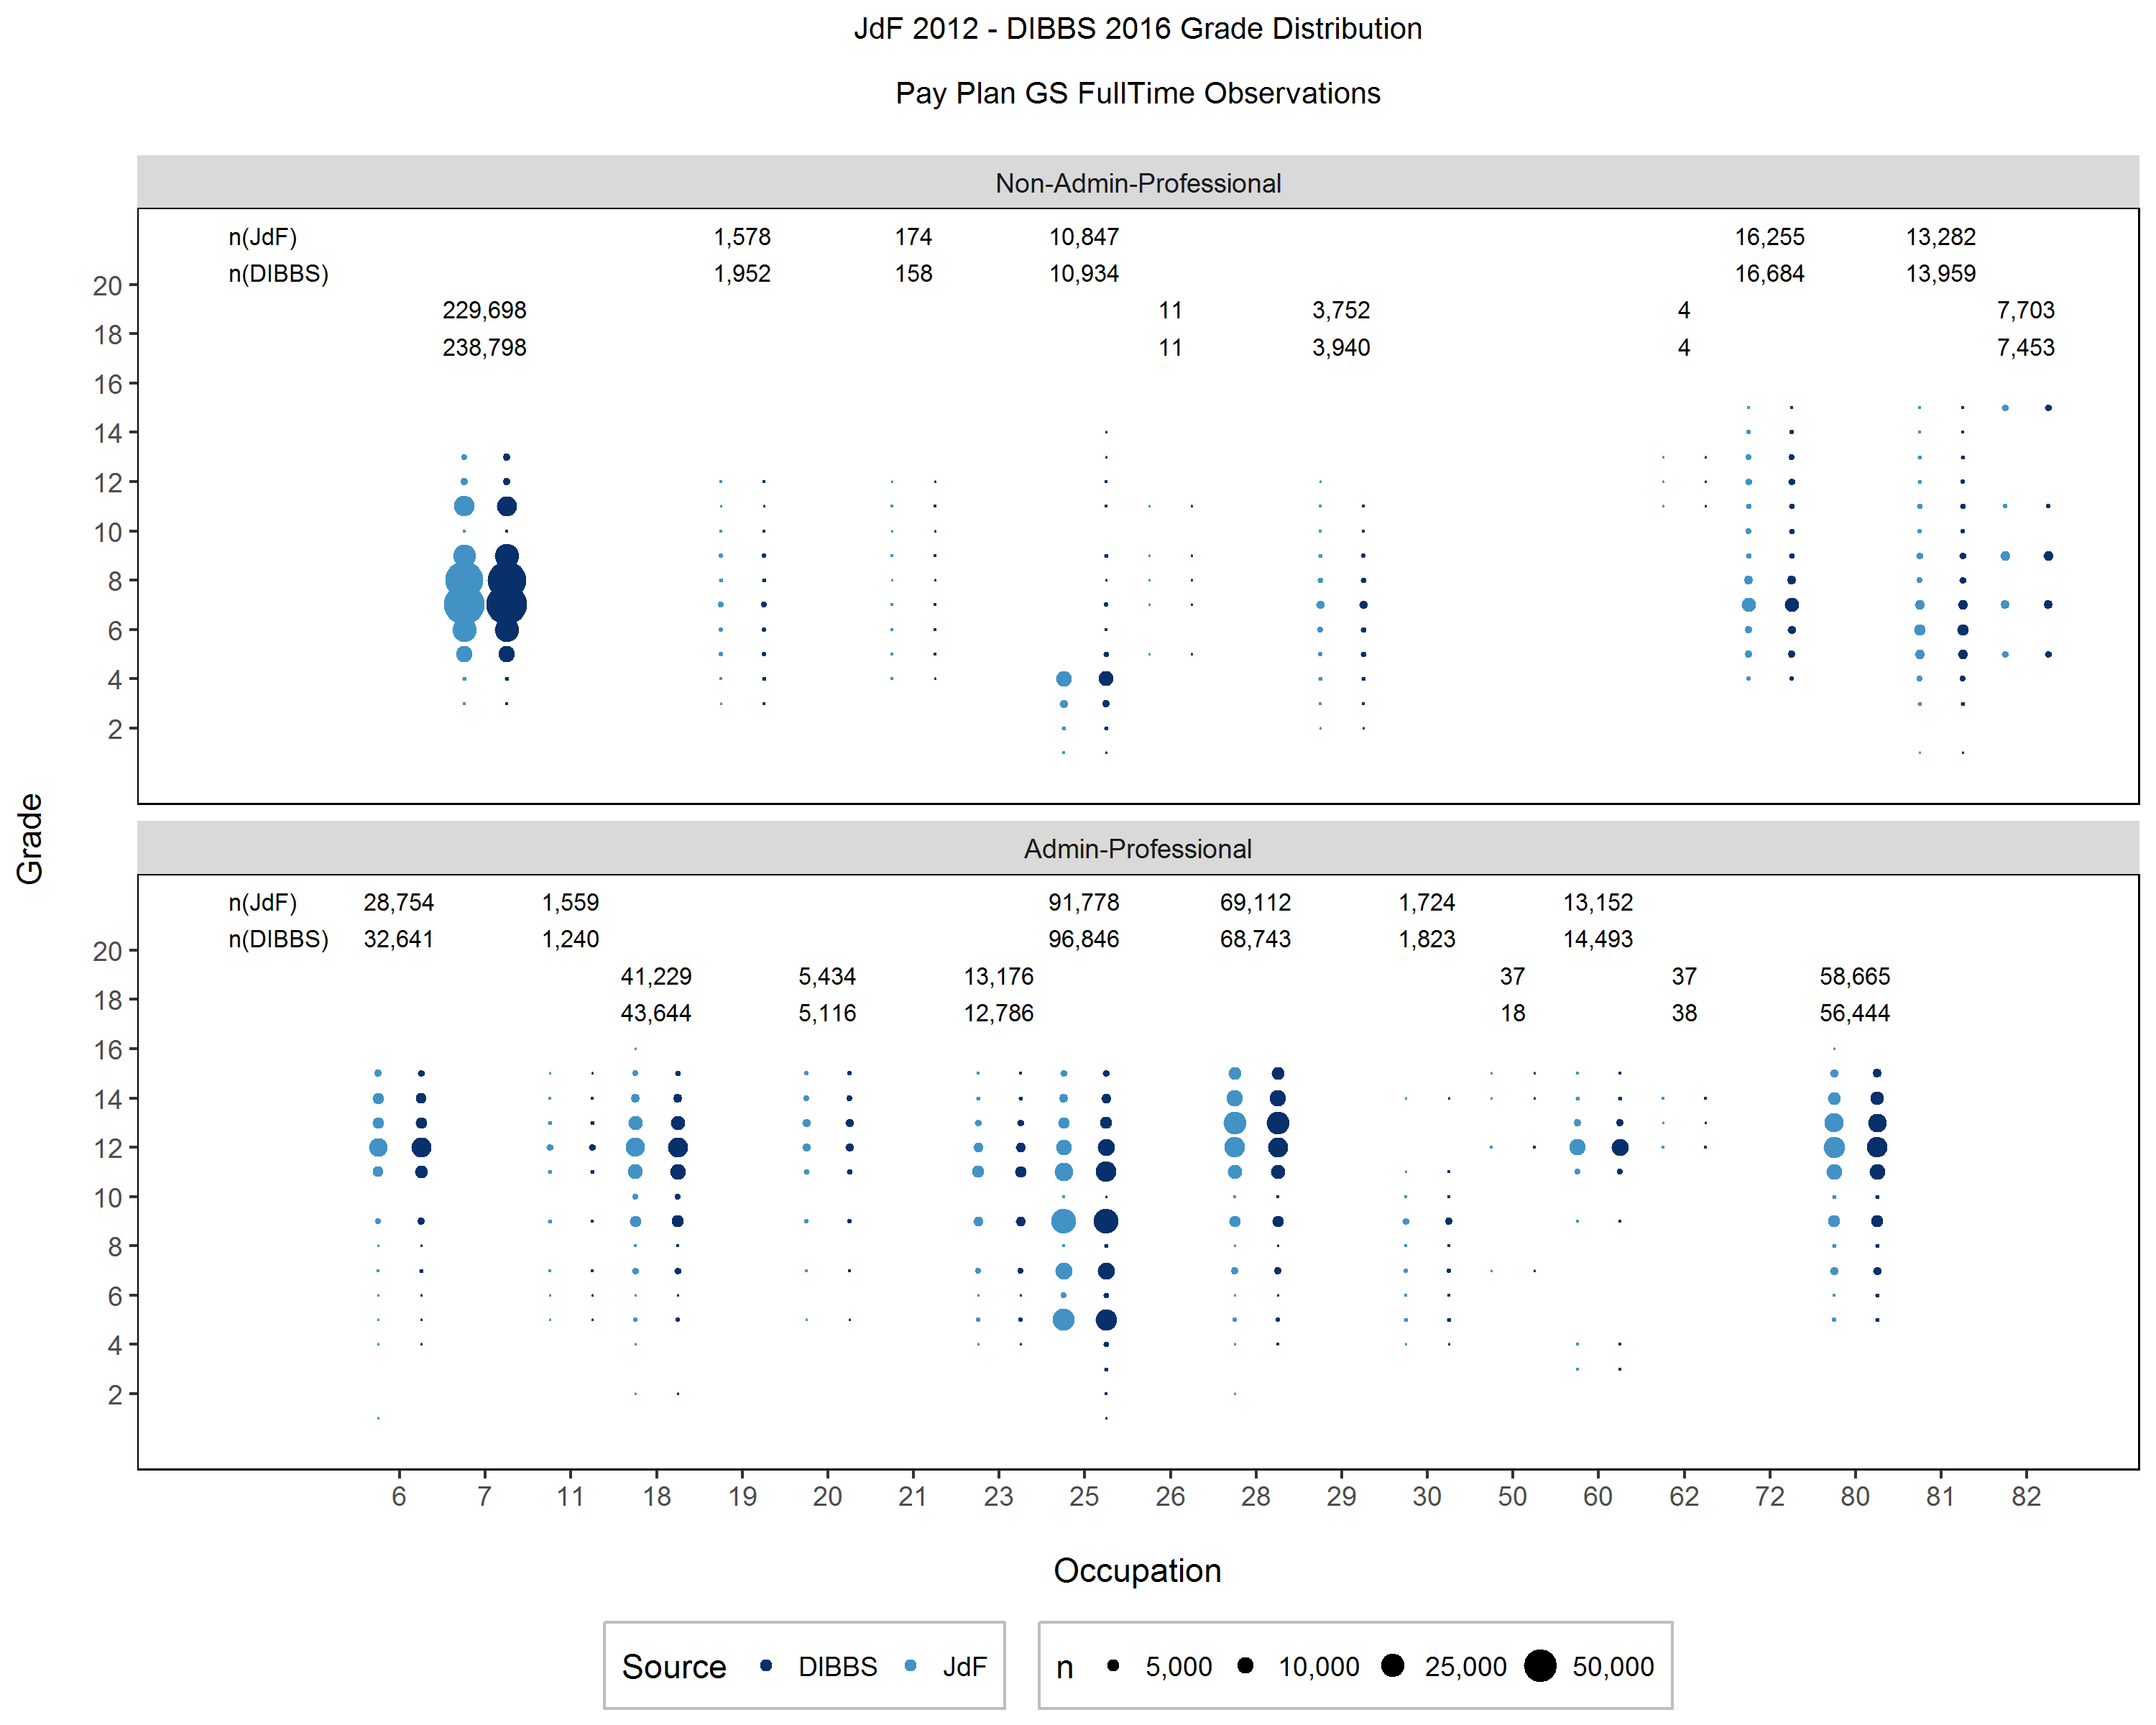 JdF 2012 - DIBBS 2016 Grade Distribution
Pay Plan GS FullTime Observations
Non-Admin-Professional
n(JdF) 1,578 174 10,847 16,255 13,282
n(DIBBS) 1,952 158 10,934 16,684 13,959
20
229,698 11 3,752 4 7,703
18
238,798 11 3,940 4 7,453
16
14
12
10
8
6
4
2
Grade
Admin-Professional
n(JdF) 28,754 1,559 91,778 69,112 1,724 13,152
n(DIBBS) 32,641 1,240 96,846 68,743 1,823 14,493
20
41,229 5,434 13,176 37 37 58,665
18
43,644 5,116 12,786 18 38 56,444
16
14
12
10
8
6
4
2
6 7 11 18 19 20 21 23 25 26 28 29 30 50 60 62 72 80 81 82
Occupation
Source DIBBS JdF n 5,000 10,000 25,000 50,000